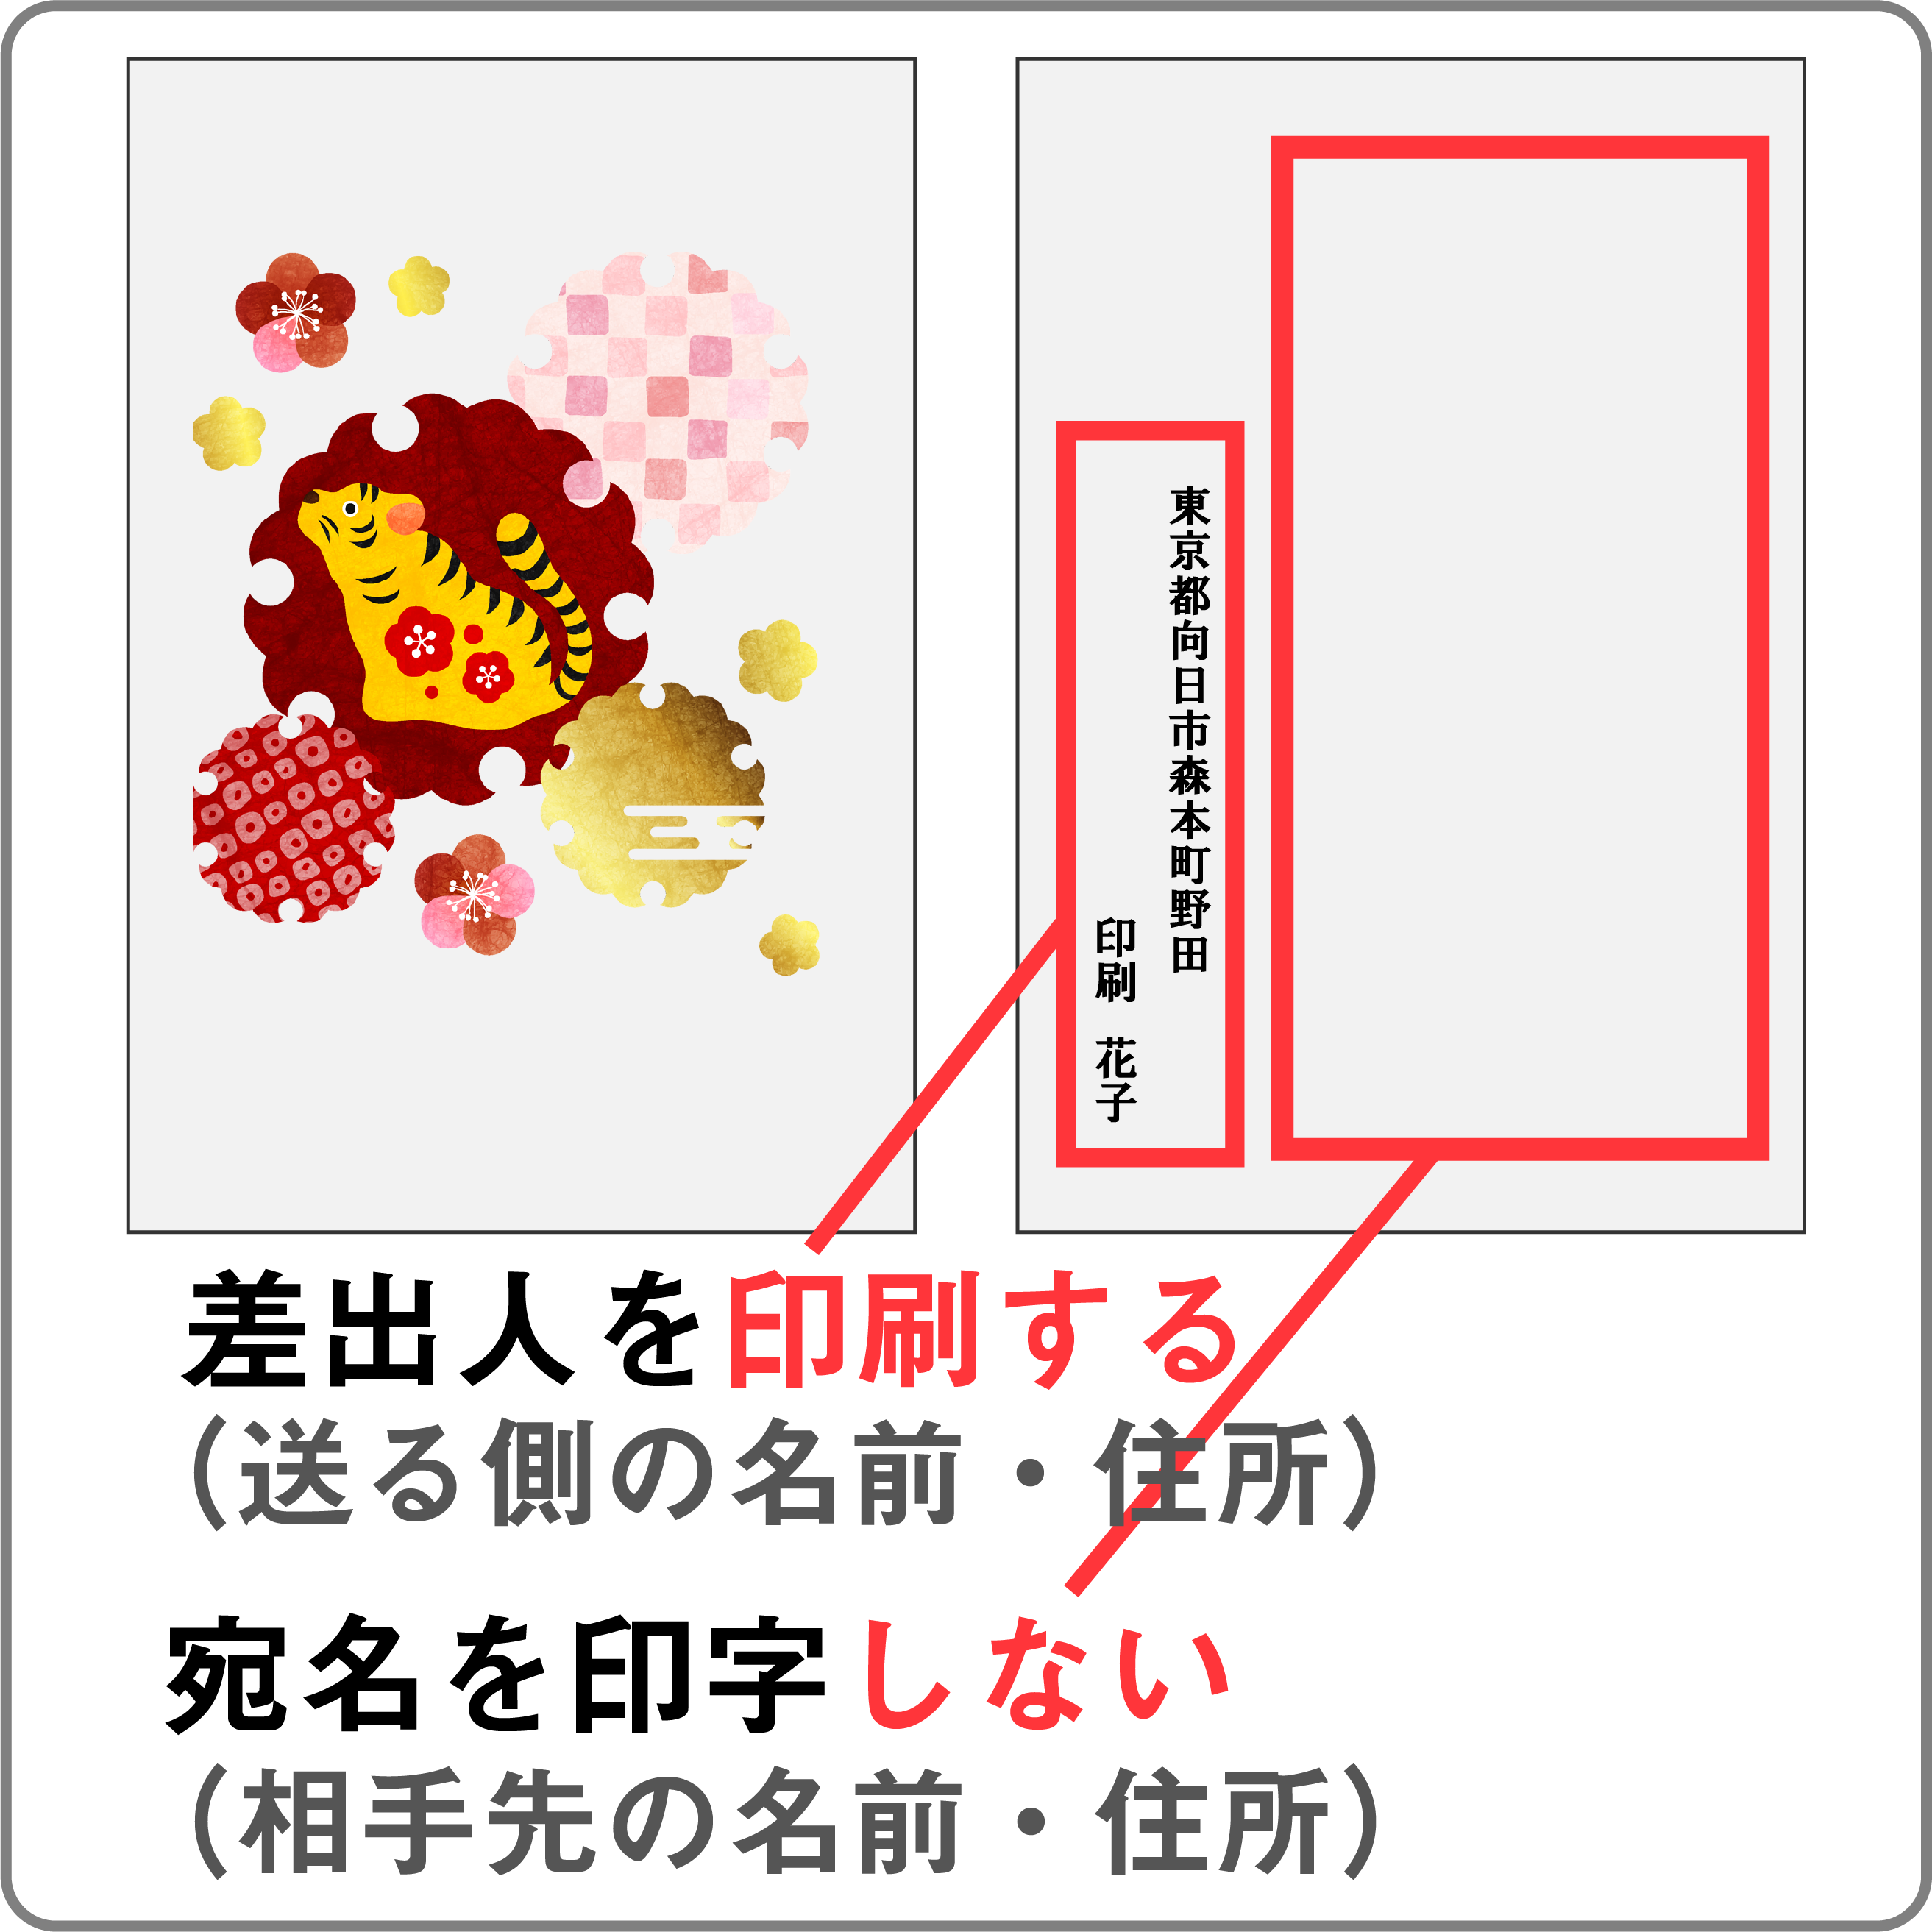 東京都向日市森本町野田
印刷　花子
差出人を印刷する
（送る側の名前・住所）
宛名を印字しない
（相手先の名前・住所）